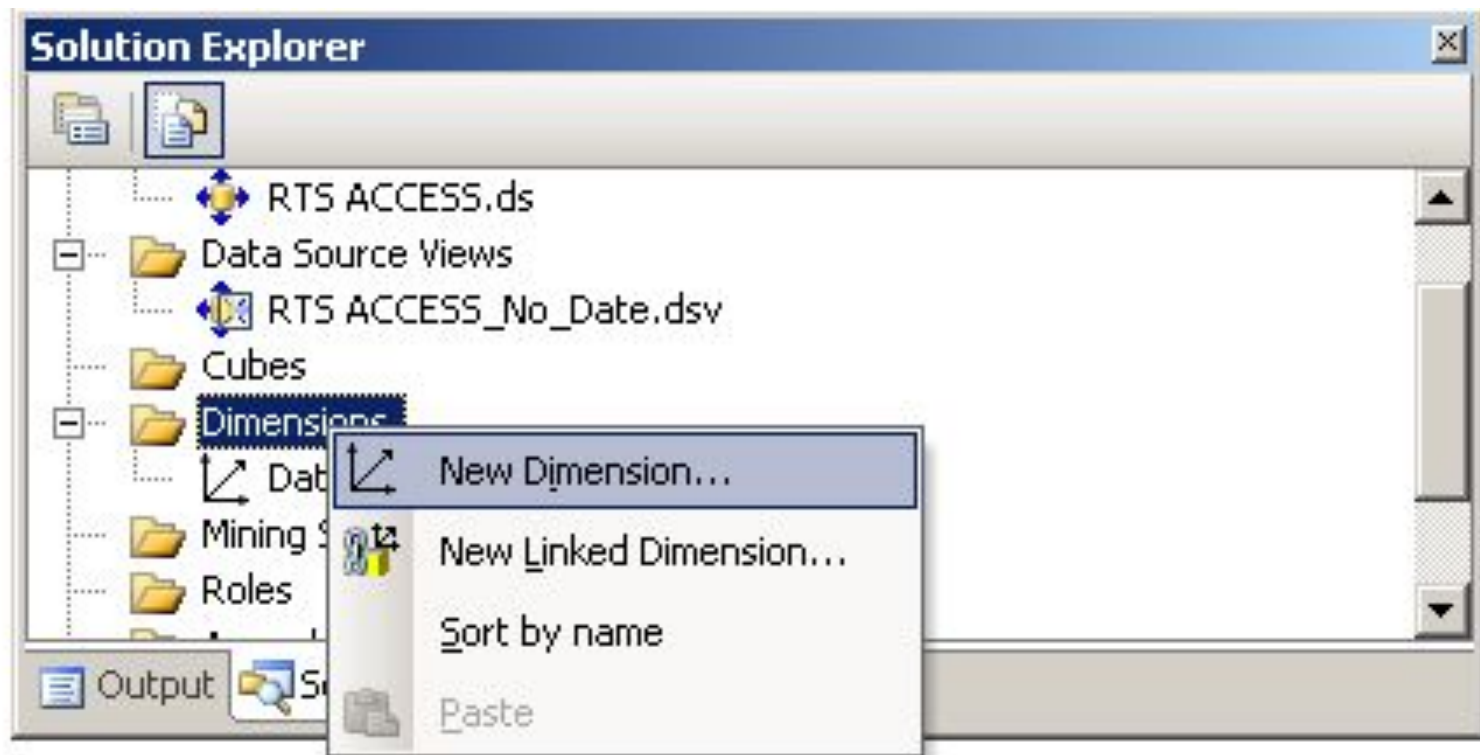 Solution Explorer
RTS ACCESS.ds
Data Source Views
RTS ACCESS_No_Date.dsv
Cubes
Dimensions
New Dimension...
New Linked Dimension...
Mining
Roles
Sort by name
Output
Paste